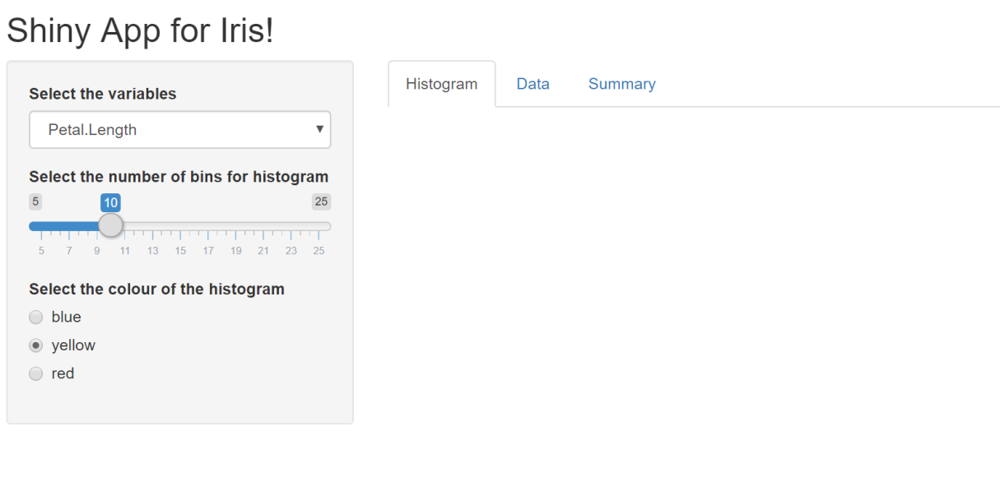 Shiny App for Iris!
Select the variables
Petal.Length
Select the number of bins for histogram
5 10 25
5 7 9 11 13 15 17 19 21 23 25
Select the colour of the histogram
blue
yellow
red
Histogram Data Summary